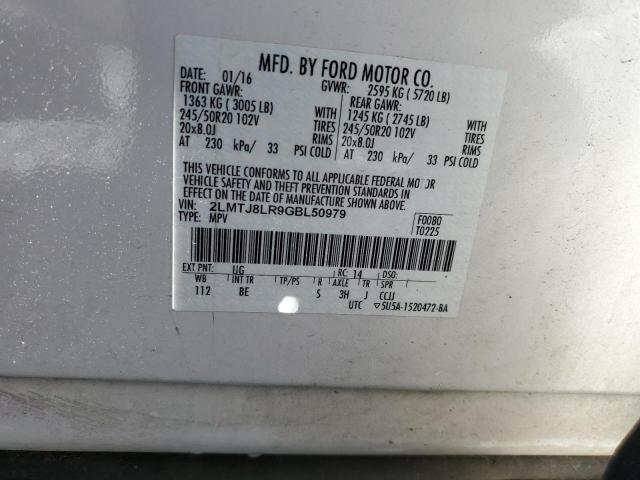 MFD. BY FORD MOTOR CO.
DATE: 01/16 GVWR: 2595 KG ( 5720 LB)
FRONT GAWR: REAR GAWR:
1363 KG ( 3005 LB) WITH 1245 KG ( 2745 LB) WITH
245/50R20 102V TIRES 245/50R20 102V TIRES
20x8.0J RIMS 20x8.0J RIMS
AT 230 kPa/ 33 PSI COLD AT 230 kPa/ 33 PSI COLD
THIS VEHICLE CONFORMS TO ALL APPLICABLE FEDERAL MOTOR
VEHICLE SAFETY AND THEFT PREVENTION STANDARDS IN
EFFECT ON THE DATE OF MANUFACTURE SHOWN ABOVE.
VIN: 2LMTJ8LR9GBL50979 F0080
TYPE: MPV T0225
EXT PNT: UG RC: 14 DSO:
WB INT TR TP/PS R AXLE TR SPR
112 BE S 3H J CCJJ
UTC 5U5A-1520472-BA